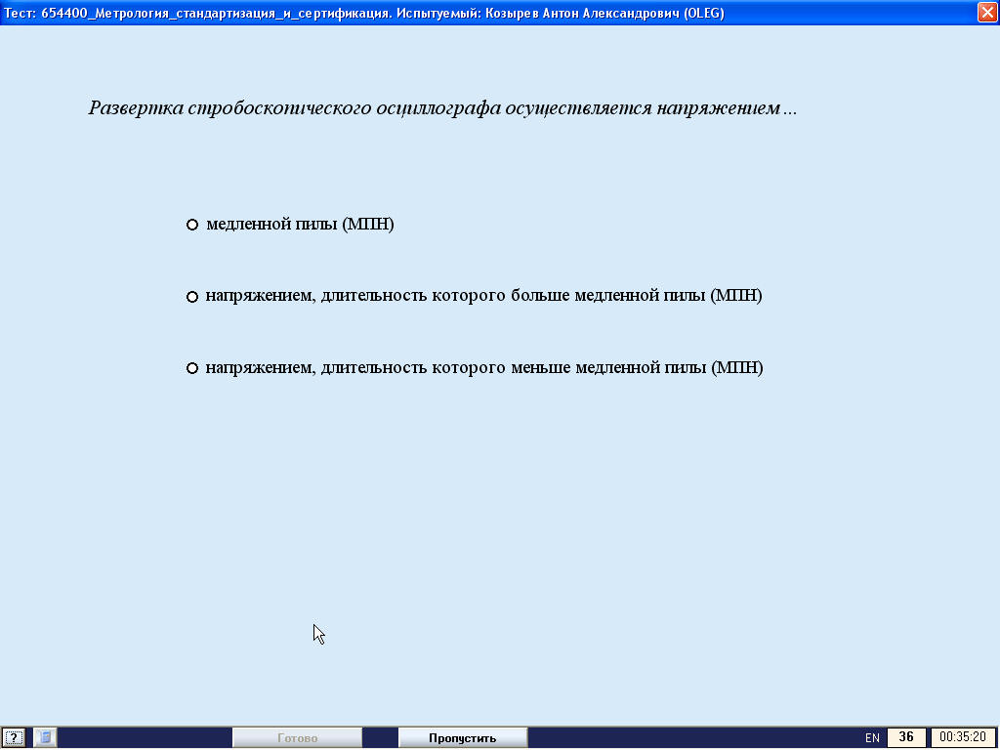 Тест: 654400_Метрология_стандартизация_и_сертификация. Испытуемый: Козырев Антон Александрович (OLEG)
Развертка стробоскопического осциллографа осуществляется напряжением ...
медленной пилы (МПН)
напряжением, длительность которого больше медленной пилы (МПН)
напряжением, длительность которого меньше медленной пилы (МПН)
? Готово Пропустить EN 36 00:35:20